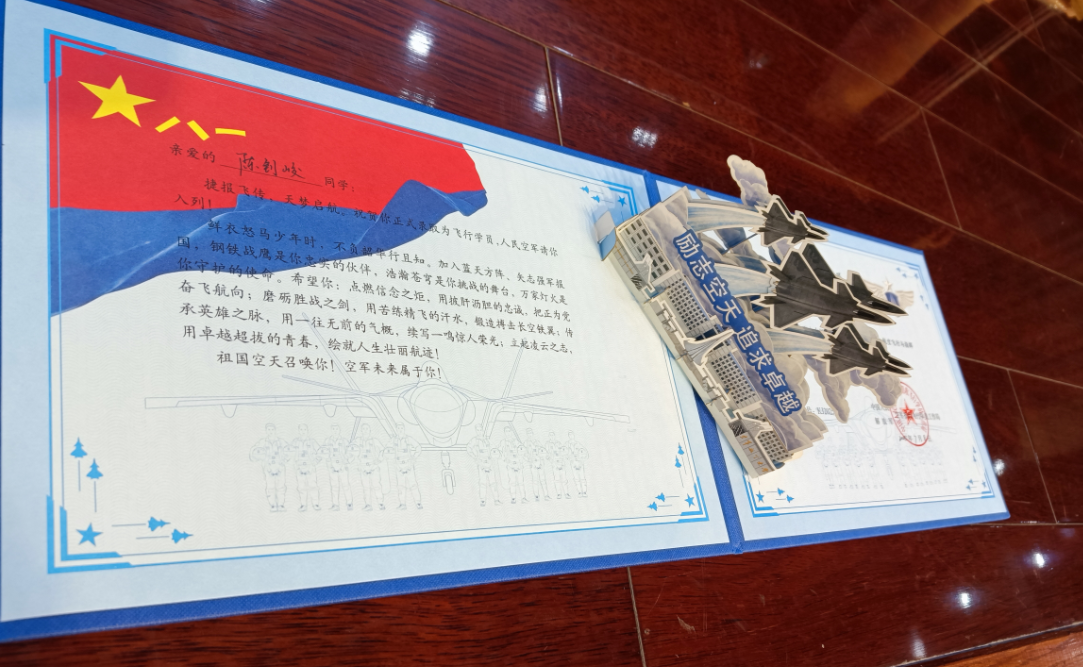 八一
亲爱的 陈剑峻 同学：
捷报飞传，天梦启航。祝贺你正式录取为飞行学员，人民空军请你
入列！
鲜衣怒马少年时，不负韶华行且知。加入蓝天方阵、矢志强军报
国，钢铁战鹰是你忠实的伙伴，浩瀚苍穹是你挑战的舞台，万家灯火是
你守护的使命。希望你：点燃信念之炬，用披肝沥胆的忠诚，把正为党
奋飞航向；磨砺胜战之剑，用苦练精飞的汗水，锻造搏击长空铁翼；传
承英雄之脉，用一往无前的气概，续写一鸣惊人荣光；立起凌云之志，
用卓越超拔的青春，绘就人生壮丽航迹！
祖国空天召唤你！空军未来属于你！
励志空天 追求卓越